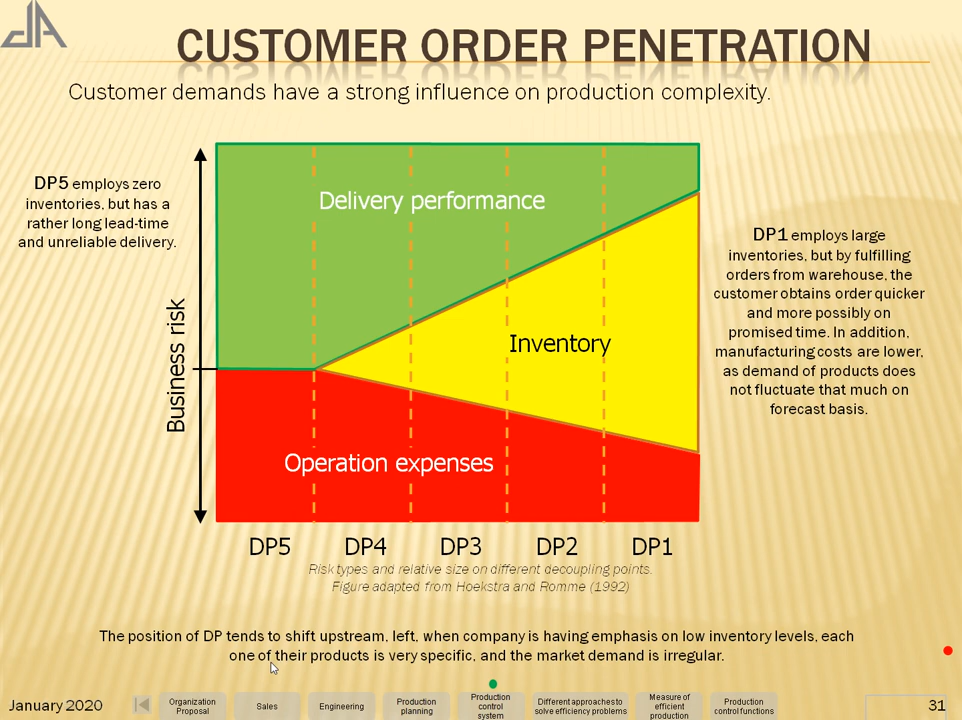 CUSTOMER ORDER PENETRATION
Customer demands have a strong influence on production complexity.
DP5 employs zero
inventories, but has a
rather long lead-time
and unreliable delivery.
Business risk
Delivery performance
Inventory
Operation expenses
DP5 DP4 DP3 DP2 DP1
DP1 employs large
inventories, but by fulfilling
orders from warehouse, the
customer obtains order quicker
and more possibly on
promised time. In addition,
manufacturing costs are lower,
as demand of products does
not fluctuate that much on
forecast basis.
Risk types and relative size on different decoupling points.
Figure adapted from Hoekstra and Romme (1992)
The position of DP tends to shift upstream, left, when company is having emphasis on low inventory levels, each
one of their products is very specific, and the market demand is irregular.
January 2020
Organization
Proposal
Sales
Engineering
Production
planning
Production
control
system
Different approaches to
solve efficiency problems
Measure of
efficient
production
Production
control functions
31